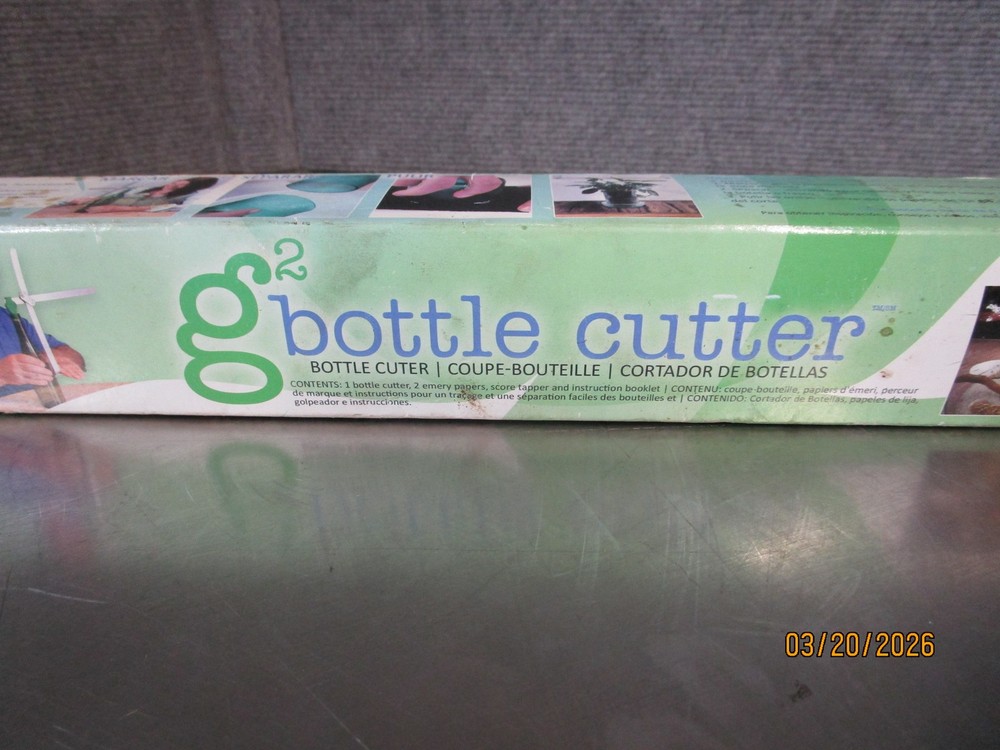 POLIR
g2
bottle cutter
BOTTLE CUTER | COUPE-BOUTEILLE | CORTADOR DE BOTELLAS
CONTENTS: 1 bottle cutter, 2 emery papers, score tapper and instruction booklet | CONTENU: coupe-bouteille, papiers d'émeri, perceur
de marque et instructions pour un traçage et une séparation faciles des bouteilles et | CONTENIDO: Cortador de Botellas, papeles de lija,
golpeador e instrucciones.
03/20/2026